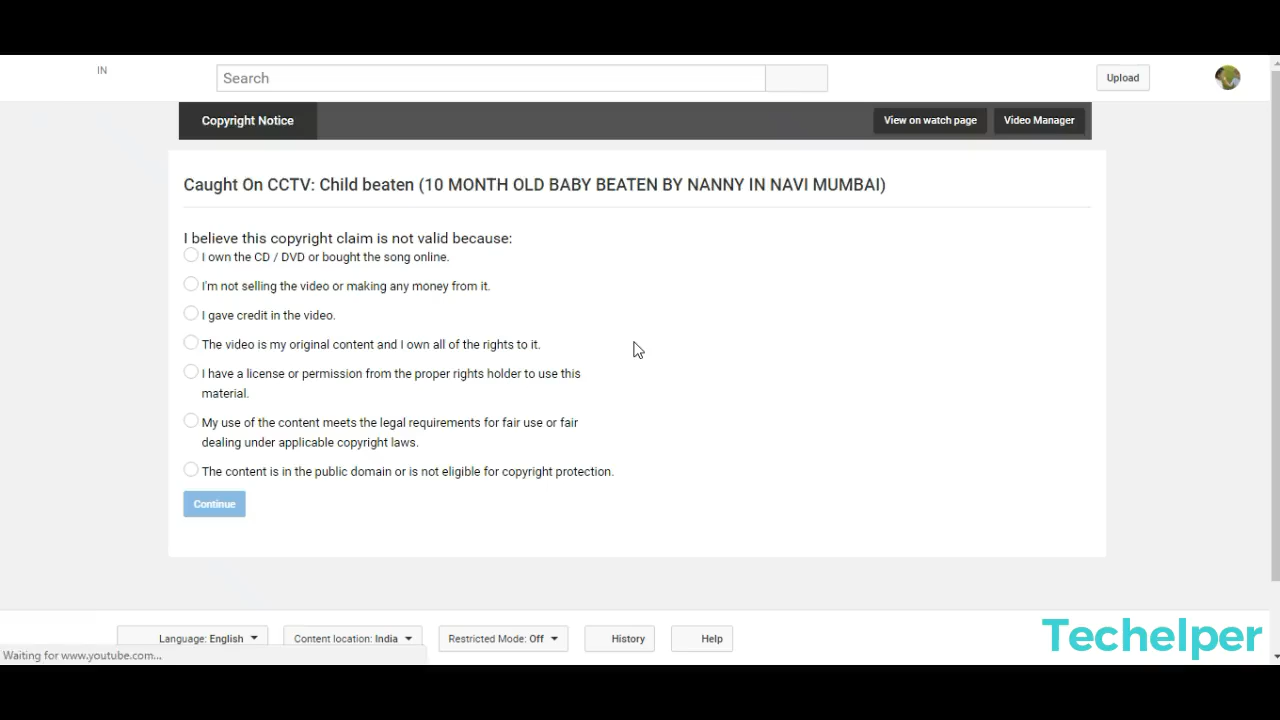 IN
Search
Upload
Copyright Notice
View on watch page
Video Manager
Caught On CCTV: Child beaten (10 MONTH OLD BABY BEATEN BY NANNY IN NAVI MUMBAI)
I believe this copyright claim is not valid because:
I own the CD / DVD or bought the song online.
I'm not selling the video or making any money from it.
I gave credit in the video.
The video is my original content and I own all of the rights to it.
I have a license or permission from the proper rights holder to use this
material.
My use of the content meets the legal requirements for fair use or fair
dealing under applicable copyright laws.
The content is in the public domain or is not eligible for copyright protection.
Continue
Language: English
Content location: India
Restricted Mode: Off
History
Help
Techelper
Waiting for www.youtube.com...